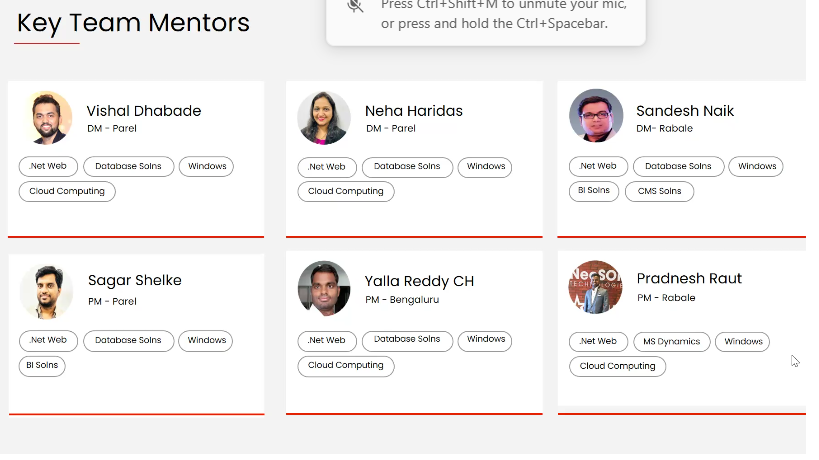 Key Team Mentors
Press Ctrl+Shift+M to unmute your mic,
or press and hold the Ctrl+Spacebar.
Vishal Dhabade
DM - Parel
.Net Web
Database Solns
Windows
Cloud Computing
Neha Haridas
DM - Parel
.Net Web
Database Solns
Windows
Cloud Computing
Sandesh Naik
DM- Rabale
.Net Web
Database Solns
Windows
BI Solns
CMS Solns
Sagar Shelke
PM - Parel
.Net Web
Database Solns
Windows
BI Solns
Yalla Reddy CH
PM - Bengaluru
.Net Web
Database Solns
Windows
Cloud Computing
NeoSO
TECH OLOGIE
Pradnesh Raut
PM - Rabale
.Net Web
MS Dynamics
Windows
Cloud Computing